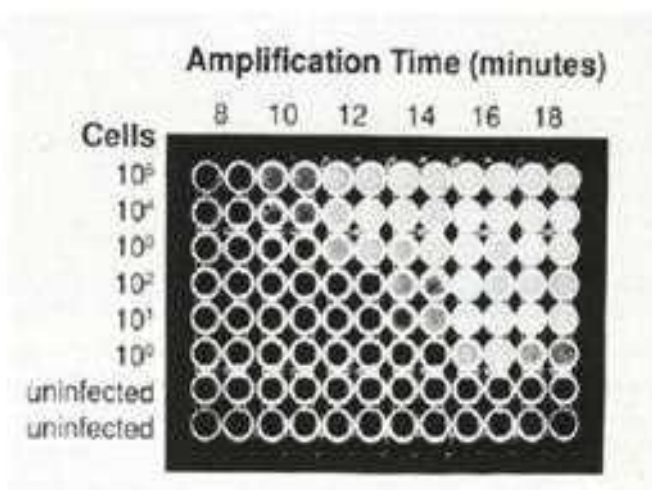 Amplification Time (minutes)
8 10 12 14 16 18
Cells
10⁵
10⁴
10³
10²
10¹
10⁰
uninfected
uninfected